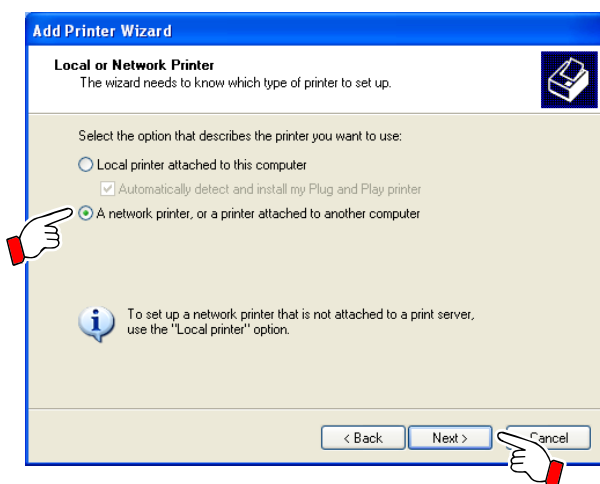 Add Printer Wizard
Local or Network Printer
The wizard needs to know which type of printer to set up.
Select the option that describes the printer you want to use:
Local printer attached to this computer
Automatically detect and install my Plug and Play printer
A network printer, or a printer attached to another computer
To set up a network printer that is not attached to a print server,
use the "Local printer" option.
< Back Next > Cancel